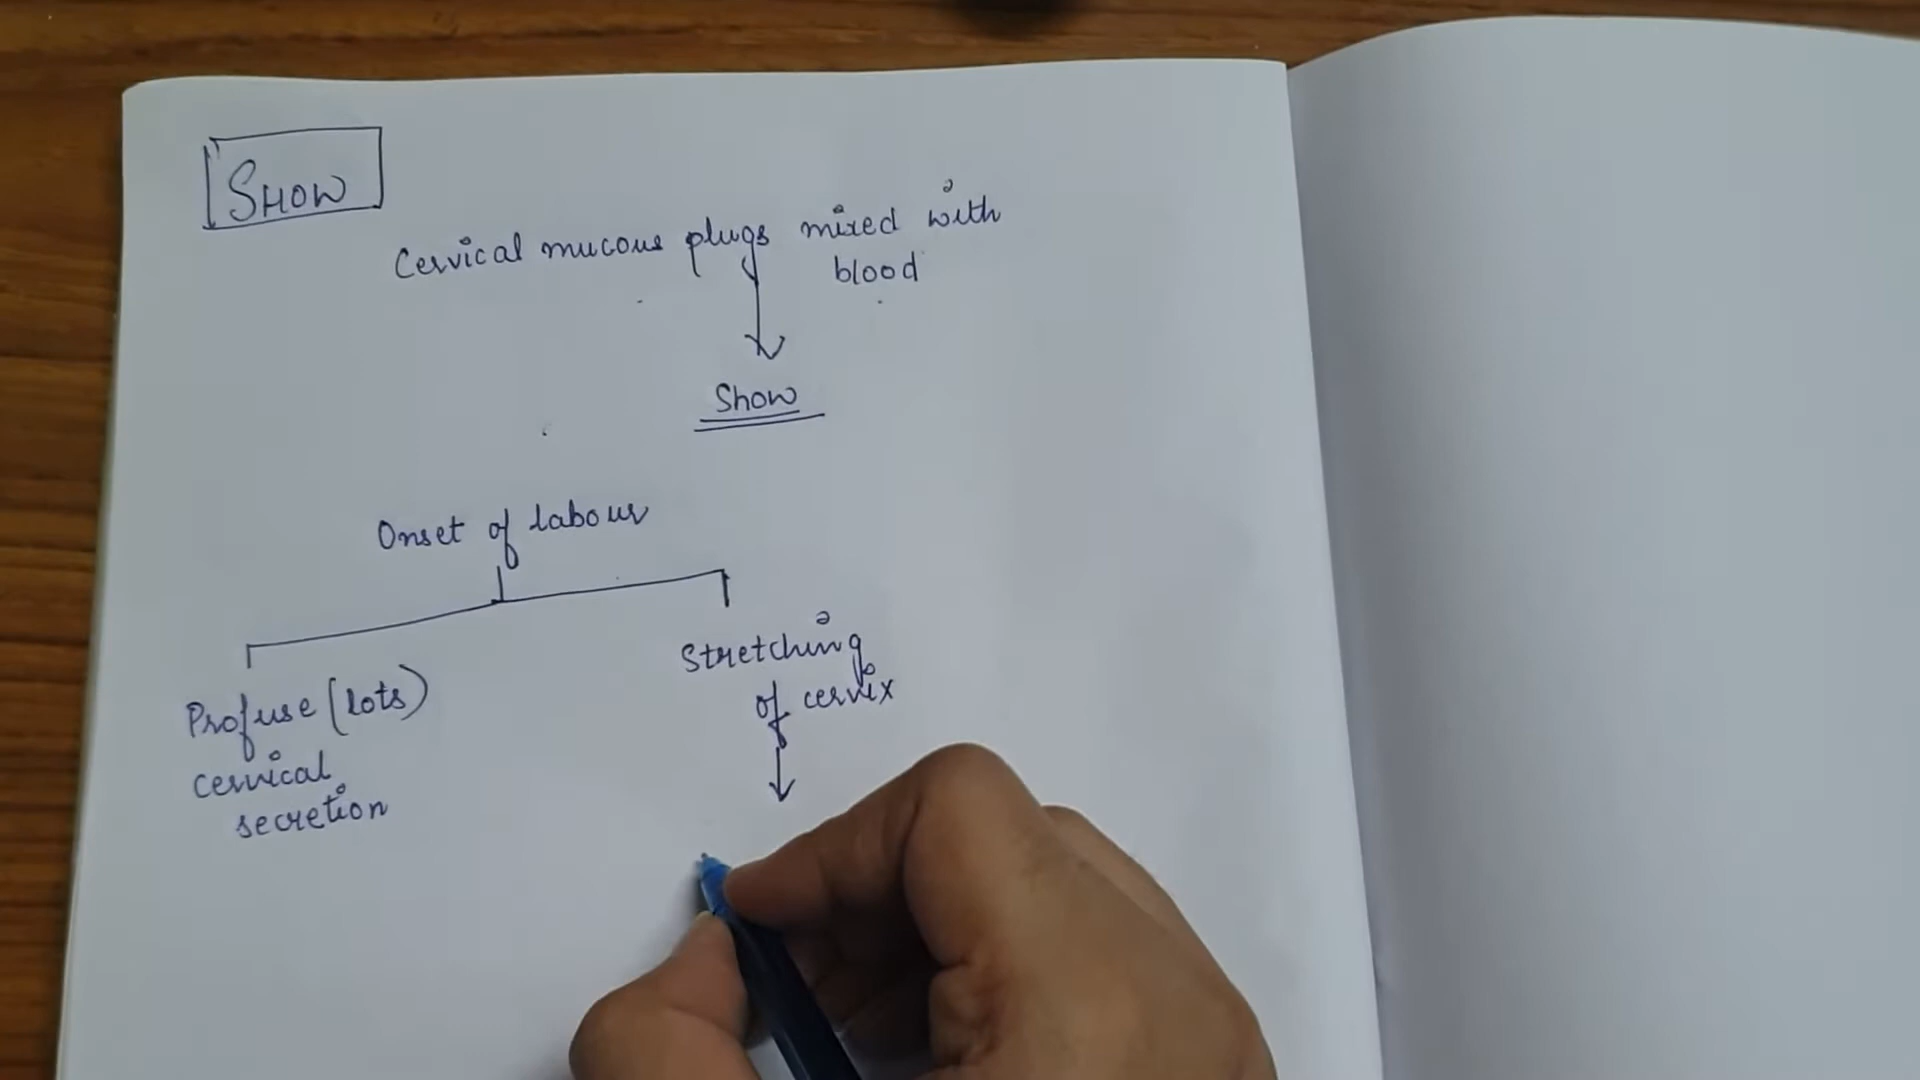 SHOW
Cervical mucous plugs mixed with
blood
Show
Onset of labour
Profuse (lots)
cervical
secretion
Stretching
of cervix